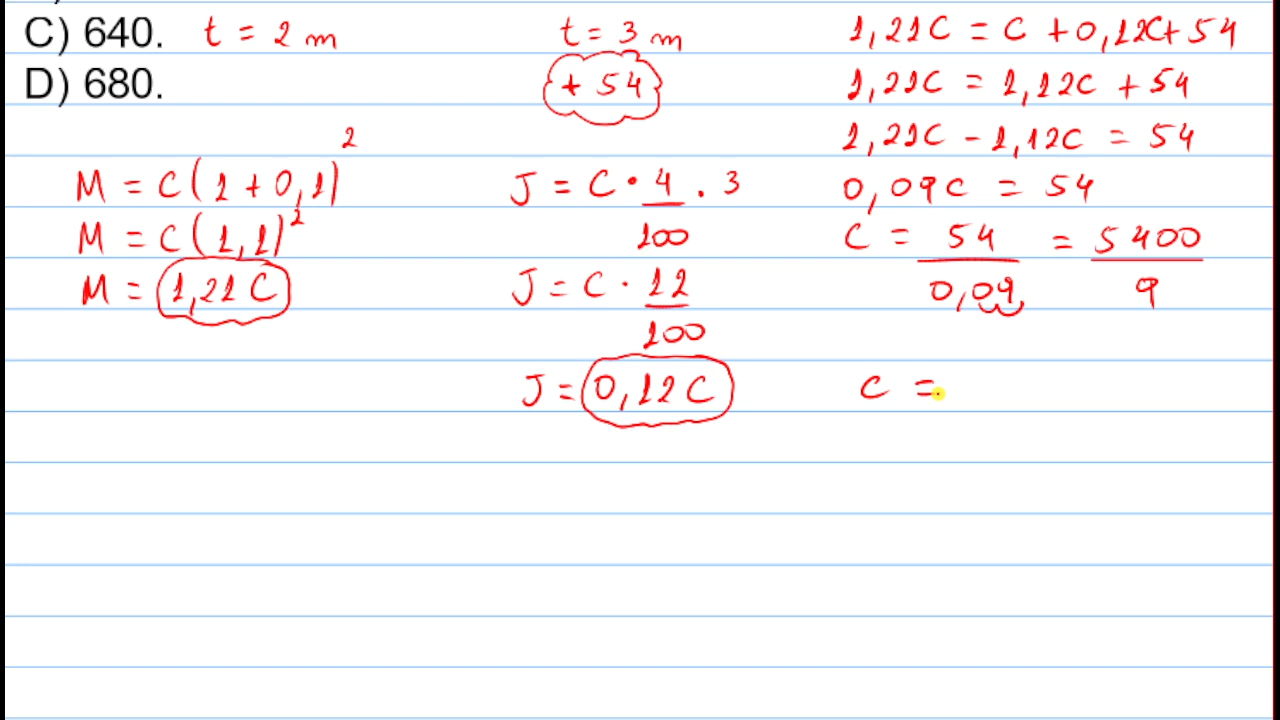 C) 640. t = 2 m
D) 680.
M = C(1 + 0,1)²
M = C(1,1)²
M = 1,21C
t = 3 m
+ 54
J = C · 4/100 . 3
J = C · 12/100
J = 0,12C
1,21C = C + 0,12C + 54
1,21C = 1,12C + 54
1,21C - 1,12C = 54
0,09C = 54
C = 54/0,09 = 5400/9
C =